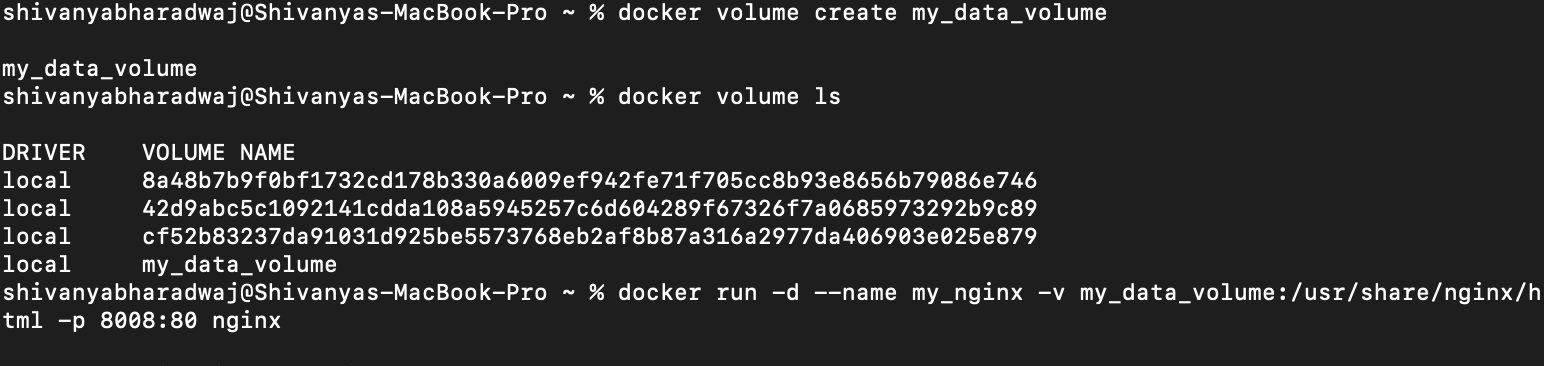 shivanyabharadwaj@Shivanyas-MacBook-Pro ~ % docker volume create my_data_volume
my_data_volume
shivanyabharadwaj@Shivanyas-MacBook-Pro ~ % docker volume ls
DRIVER    VOLUME NAME
local     8a48b7b9f0bf1732cd178b330a6009ef942fe71f705cc8b93e8656b79086e746
local     42d9abc5c1092141cdda108a5945257c6d604289f67326f7a0685973292b9c89
local     cf52b83237da91031d925be5573768eb2af8b87a316a2977da406903e025e879
local     my_data_volume
shivanyabharadwaj@Shivanyas-MacBook-Pro ~ % docker run -d --name my_nginx -v my_data_volume:/usr/share/nginx/h
tml -p 8008:80 nginx